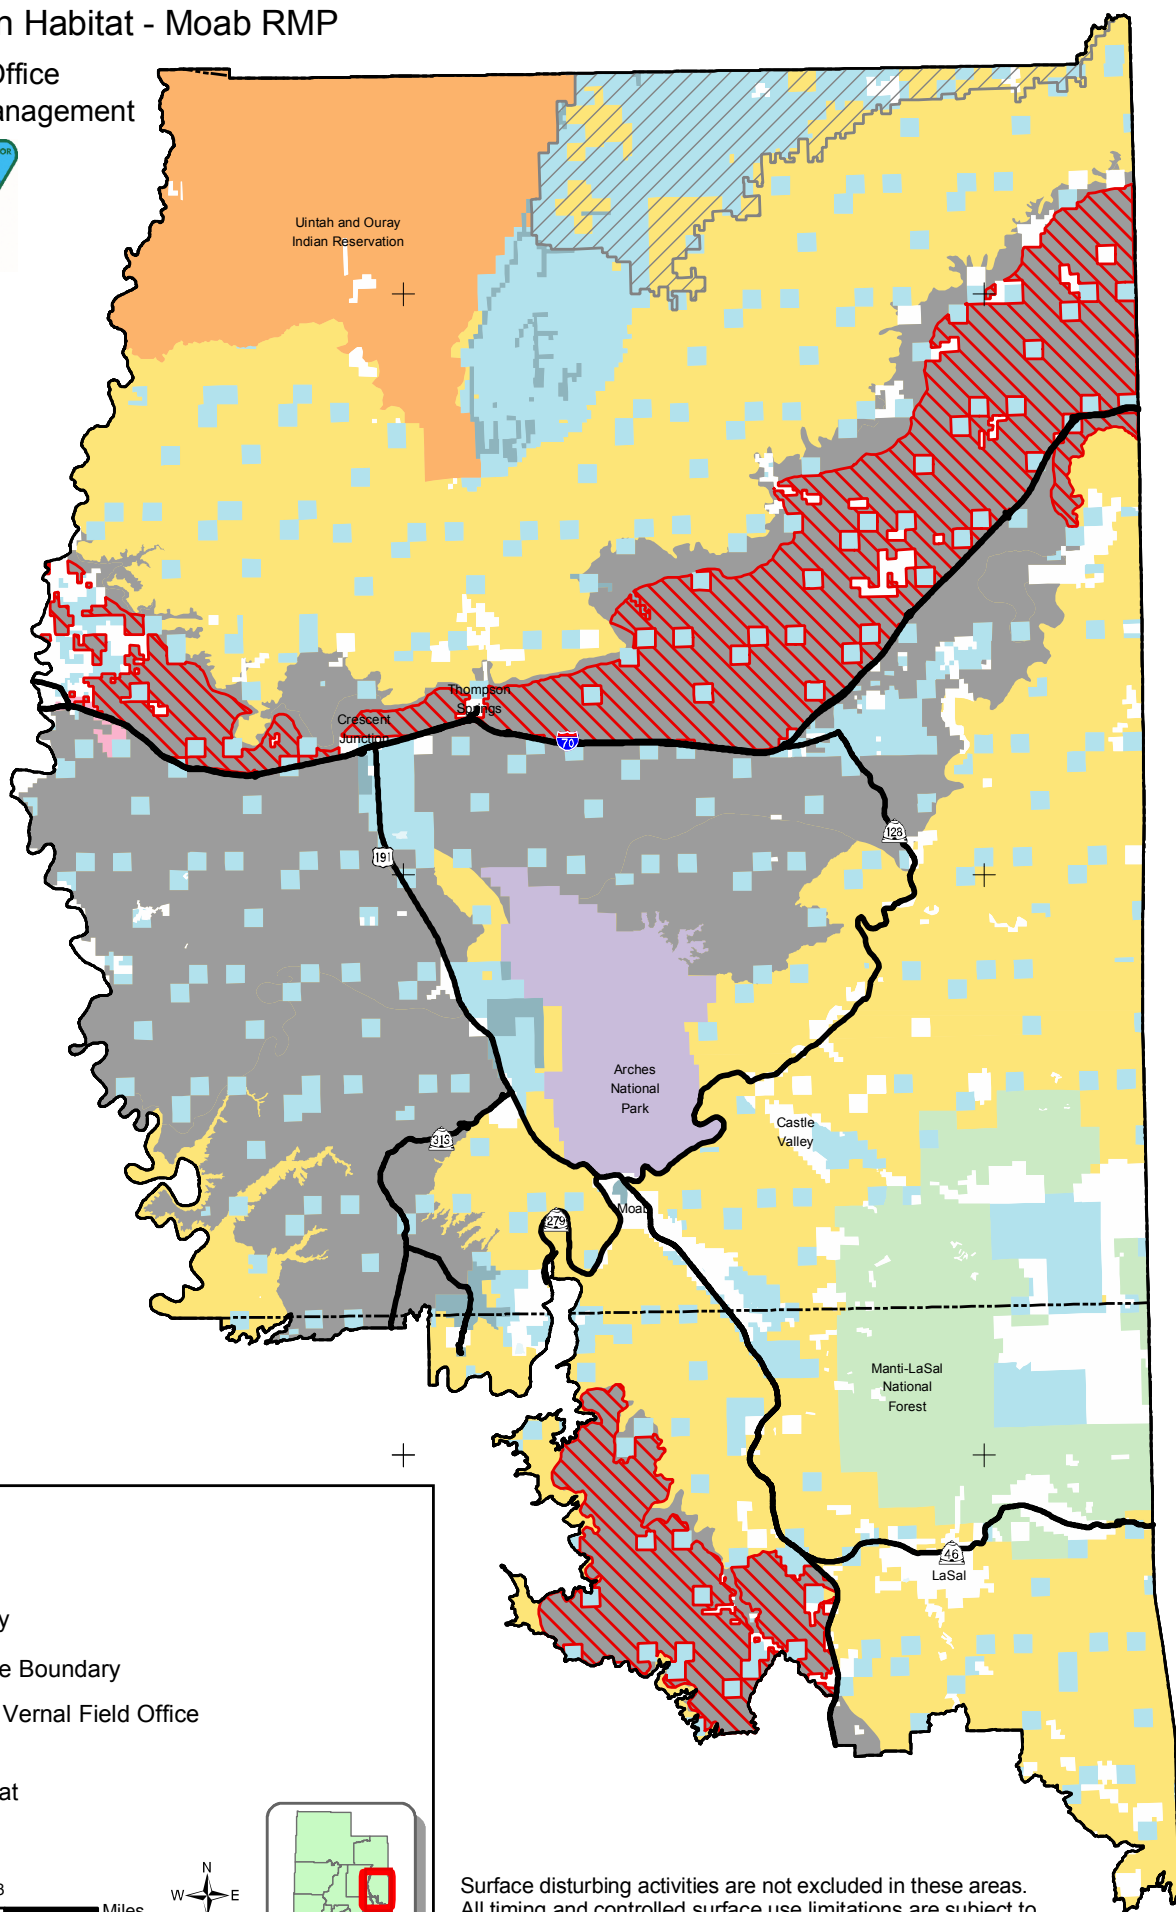 n Habitat - Moab RMP
Office
anagement
OR
Uintah and Ouray
Indian Reservation
Thompson
Springs
Crescent
Junction
70
128
191
Arches
National
Park
Castle
Valley
313
279
Moab
Manti-LaSal
National
Forest
46
LaSal
y
e Boundary
Vernal Field Office
at
N
W E
Miles
Surface disturbing activities are not excluded in these areas.
All timing and controlled surface use limitations are subject to